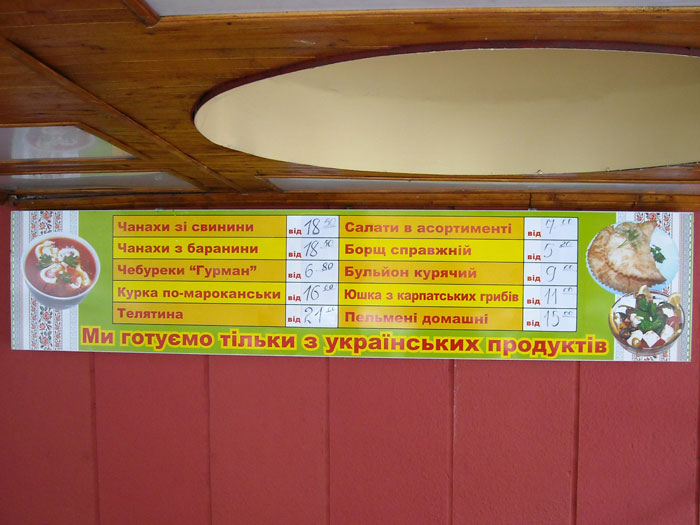 Чанахи зі свинини від 18 50
Чанахи з баранини від 18 50
Чебуреки “Гурман” від 6 80
Курка по-мароканськи від 16 00
Телятина від 21
Салати в асортименті від 7 00
Борщ справжній від 5 00
Бульйон курячий від 9 00
Юшка з карпатських грибів від 11 00
Пельмені домашні від 15 00
Ми готуємо тільки з українських продуктів